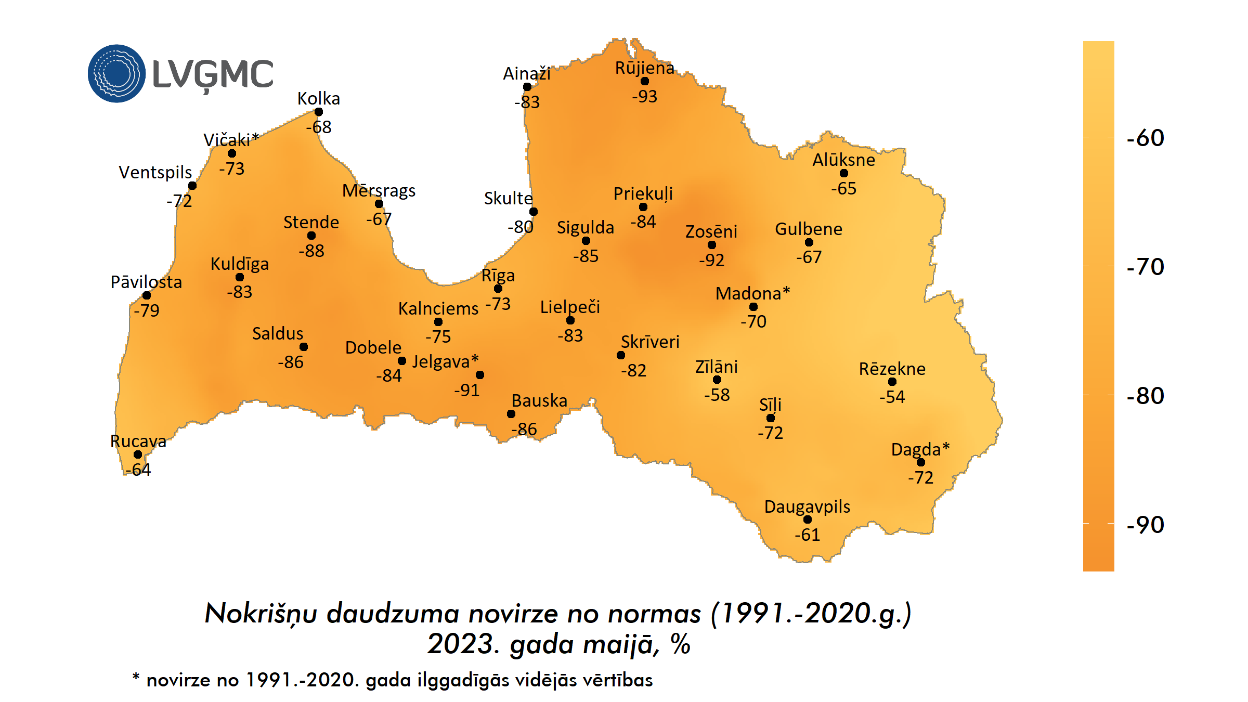 LVĢMC
Kolka
-68
Vičaki*
-73
Ventspils
-72
Mērsrags
-67
Stende
-88
Kuldīga
-83
Pāvilosta
-79
Saldus
-86
Dobele
-84
Kalnciems
-75
Jelgava*
-91
Rucava
-64
Ainaži
-83
Rūjiena
-93
Skulte
-80
Sigulda
-85
Priekuļi
-84
Zosēni
-92
Alūksne
-65
Gulbene
-67
Rīga
-73
Lielpeči
-83
Madona*
-70
Skrīveri
-82
Bauska
-86
Zīlāni
-58
Sīļi
-72
Rēzekne
-54
Dagda*
-72
Daugavpils
-61
-60
-70
-80
-90
Nokrišņu daudzuma novirze no normas (1991.-2020.g.)
2023. gada maijā, %
* novirze no 1991.-2020. gada ilggadīgās vidējās vērtības